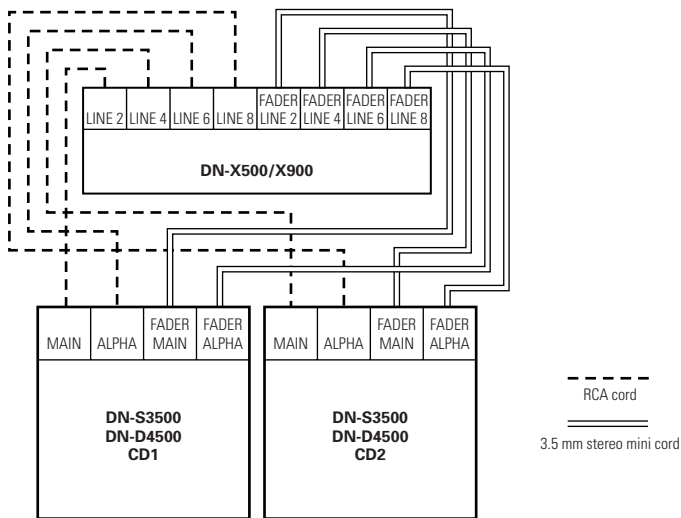 FADER FADER FADER FADER
LINE 2 LINE 4 LINE 6 LINE 8 LINE 2 LINE 4 LINE 6 LINE 8
DN-X500/X900
MAIN ALPHA FADER MAIN FADER ALPHA
MAIN ALPHA FADER MAIN FADER ALPHA
DN-S3500
DN-D4500
CD1
DN-S3500
DN-D4500
CD2
RCA cord
3.5 mm stereo mini cord